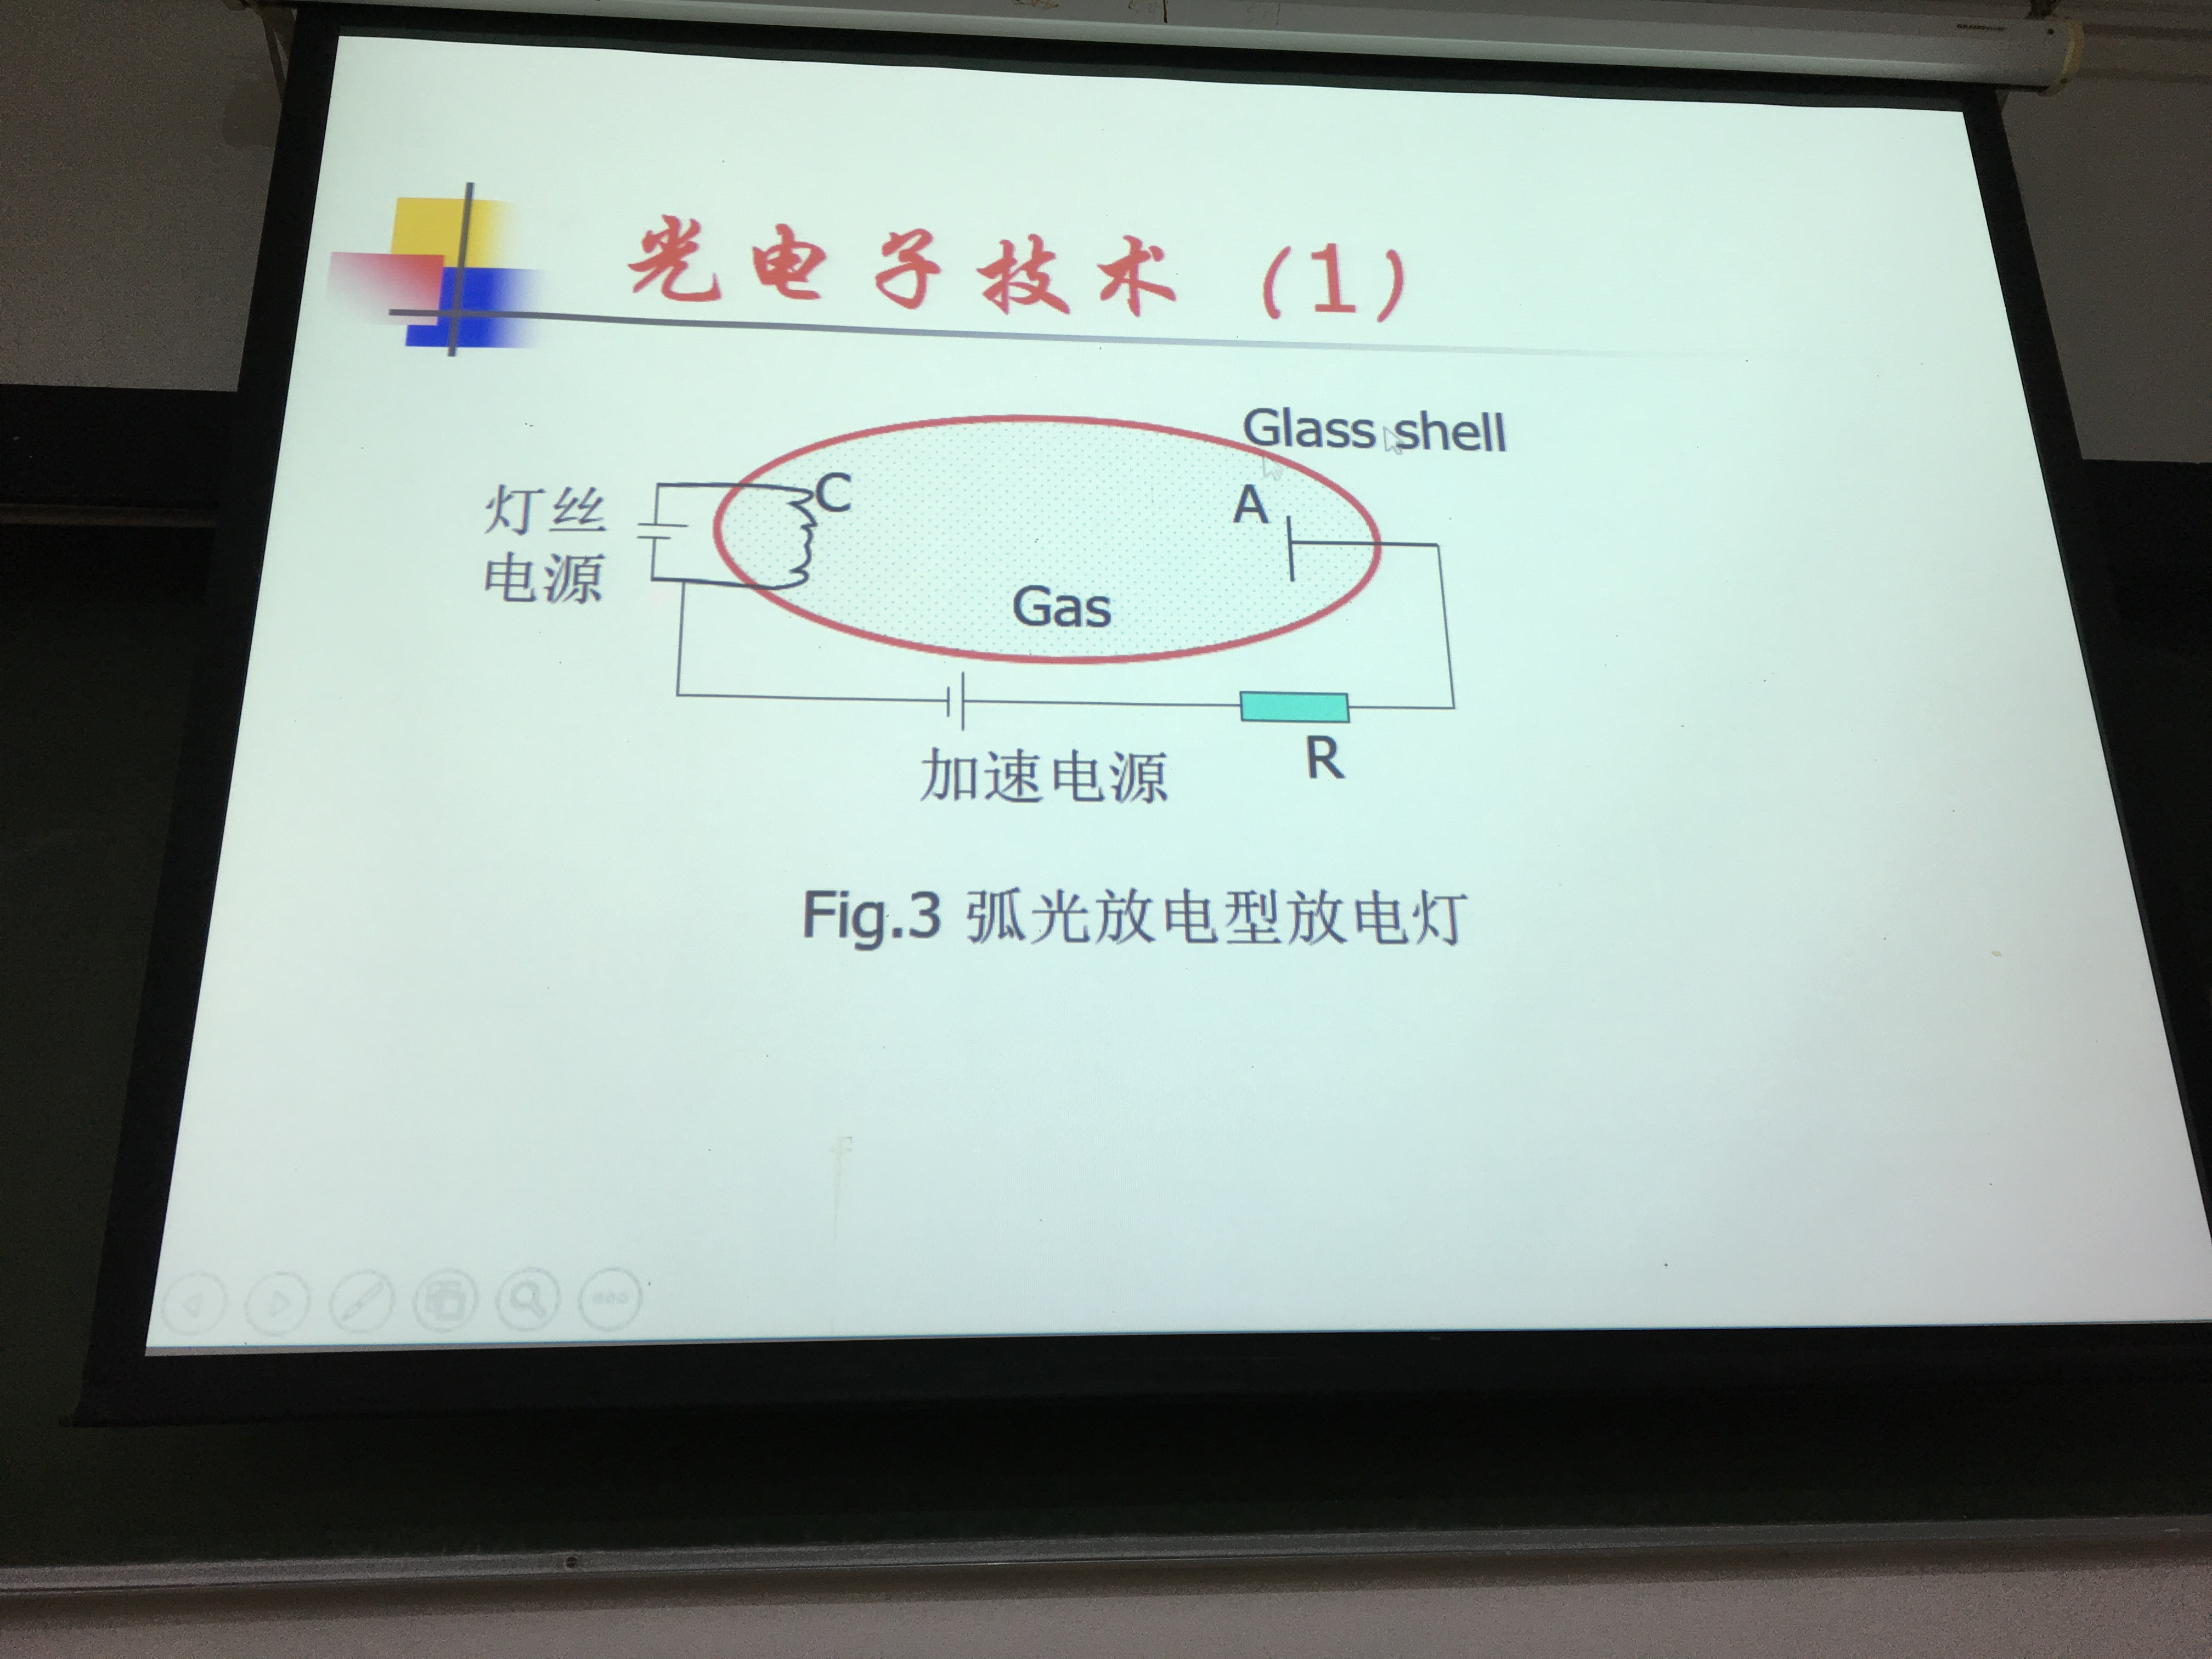 光电子技术（1）
Glass shell
C
A
灯丝
电源
Gas
加速电源
R
Fig.3 弧光放电型放电灯